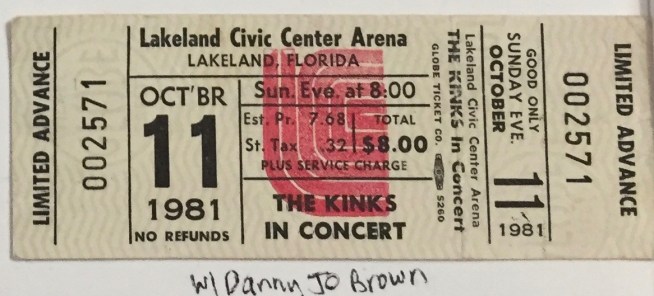 LIMITED ADVANCE
002571
Lakeland Civic Center Arena
LAKELAND, FLORIDA
OCT'BR
11
1981
NO REFUNDS
Sun. Eve. at 8:00
Est. Pr. 7.68 TOTAL
St. Tax .32 $8.00
PLUS SERVICE CHARGE
THE KINKS
IN CONCERT
GLOBE TICKET CO. 5260
THE KINKS In Concert
Lakeland Civic Center Arena
OCTOBER 11 1981
SUNDAY EVE.
GOOD ONLY
002571
LIMITED ADVANCE
w/ Danny Jo Brown